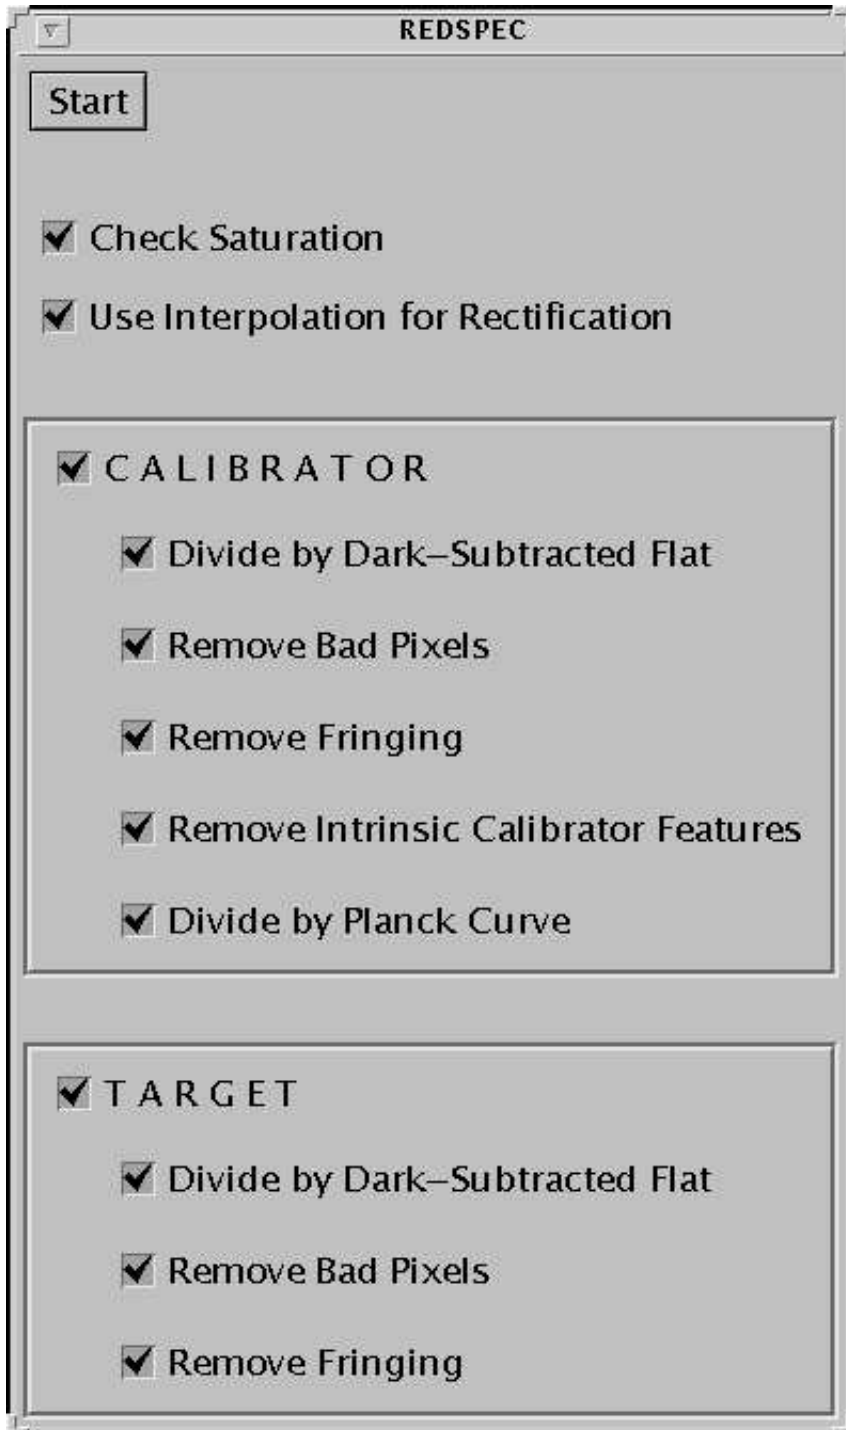 REDSPEC
Start
Check Saturation
Use Interpolation for Rectification
C A L I B R A T O R
Divide by Dark–Subtracted Flat
Remove Bad Pixels
Remove Fringing
Remove Intrinsic Calibrator Features
Divide by Planck Curve
T A R G E T
Divide by Dark–Subtracted Flat
Remove Bad Pixels
Remove Fringing